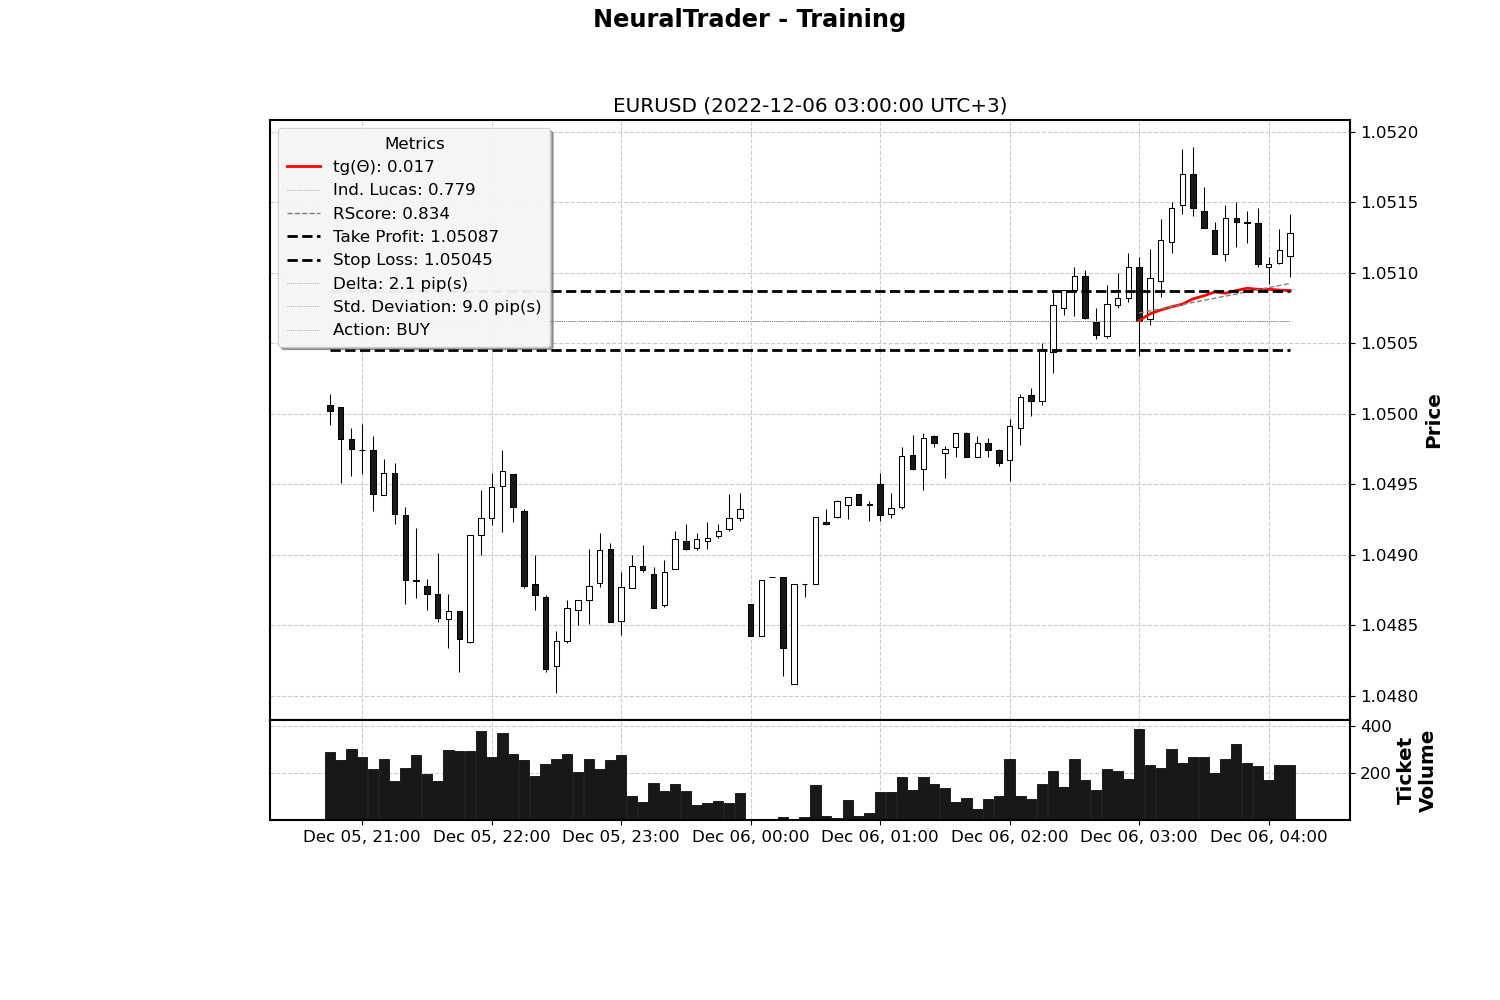 NeuralTrader - Training
EURUSD (2022-12-06 03:00:00 UTC+3)
Metrics
tg(Θ): 0.017
Ind. Lucas: 0.779
RScore: 0.834
Take Profit: 1.05087
Stop Loss: 1.05045
Delta: 2.1 pip(s)
Std. Deviation: 9.0 pip(s)
Action: BUY
1.0520
1.0515
1.0510
1.0505
1.0500
1.0495
1.0490
1.0485
1.0480
Price
400
200
Ticket
Volume
Dec 05, 21:00 Dec 05, 22:00 Dec 05, 23:00 Dec 06, 00:00 Dec 06, 01:00 Dec 06, 02:00 Dec 06, 03:00 Dec 06, 04:00